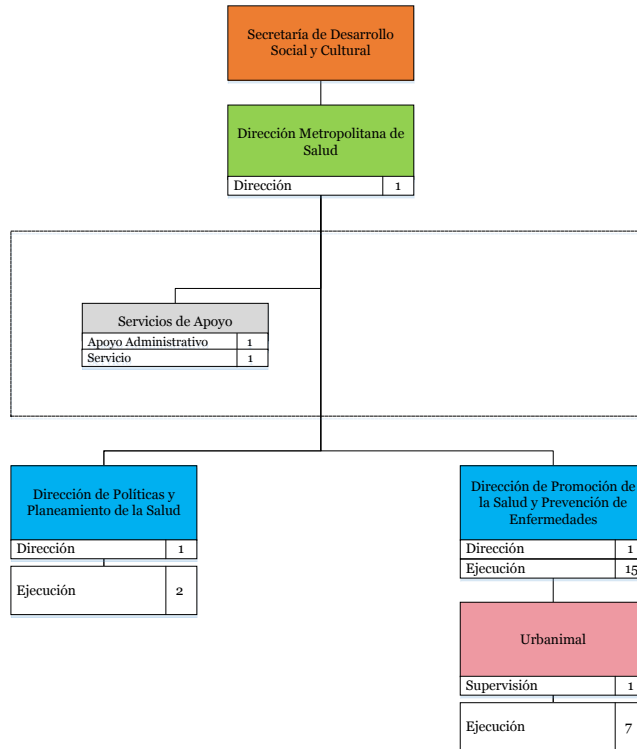 Secretaría de Desarrollo
Social y Cultural
Dirección Metropolitana de
Salud
Dirección 1
Servicios de Apoyo
Apoyo Administrativo 1
Servicio 1
Dirección de Políticas y
Planeamiento de la Salud
Dirección 1
Ejecución 2
Dirección de Promoción de
la Salud y Prevención de
Enfermedades
Dirección 1
Ejecución 15
Urbanimal
Supervisión 1
Ejecución 7